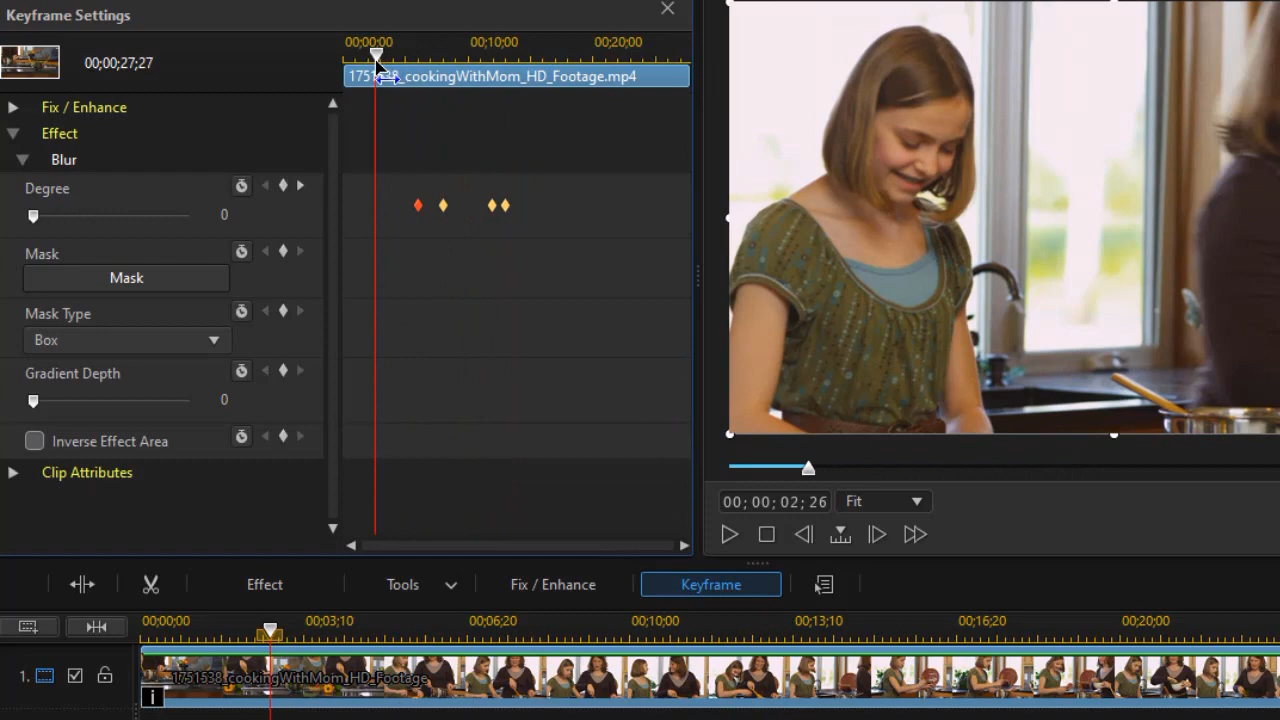 Keyframe Settings
00;00;27;27
00;00;00 00;10;00 00;20;00
1751538_cookingWithMom_HD_Footage.mp4
Fix / Enhance
Effect
Blur
Degree
0
Mask
Mask
Mask Type
Box
Gradient Depth
0
Inverse Effect Area
Clip Attributes
00; 00; 02; 26 Fit
Effect Tools Fix / Enhance Keyframe
00;00;00 00;03;10 00;06;20 00;10;00 00;13;10 00;16;20 00;20;00
1. 1751538_cookingWithMom_HD_Footage
i